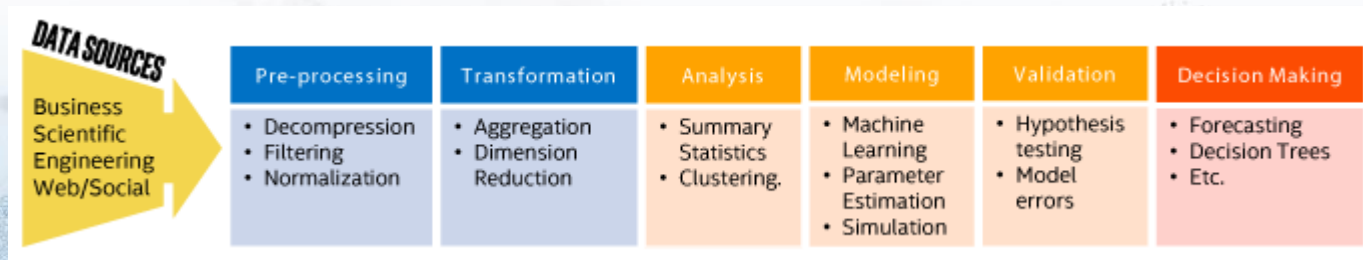 DATA SOURCES
Business
Scientific
Engineering
Web/Social
Pre-processing
• Decompression
• Filtering
• Normalization
Transformation
• Aggregation
• Dimension
Reduction
Analysis
• Summary
Statistics
• Clustering.
Modeling
• Machine
Learning
• Parameter
Estimation
• Simulation
Validation
• Hypothesis
testing
• Model
errors
Decision Making
• Forecasting
• Decision Trees
• Etc.